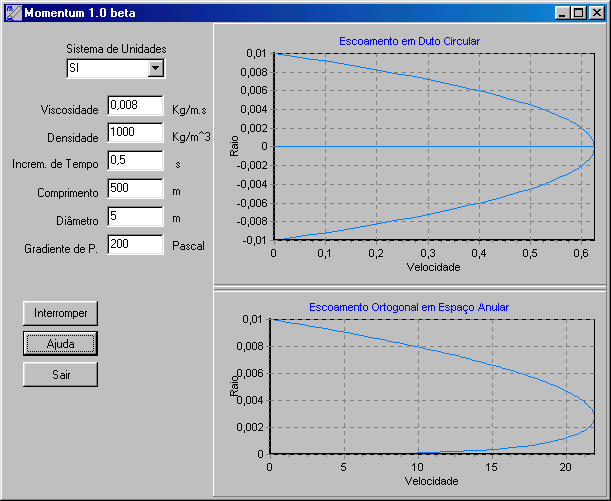 Momentum 1.0 beta
Sistema de Unidades
SI
Viscosidade 0,008 Kg/m.s
Densidade 1000 Kg/m^3
Increm. de Tempo 0,5 s
Comprimento 500 m
Diâmetro 5 m
Gradiente de P. 200 Pascal
Interromper
Ajuda
Sair
Escoamento em Duto Circular
0,01
0,008
0,006
0,004
0,002
0
-0,002
-0,004
-0,006
-0,008
-0,01
Raio
0 0,1 0,2 0,3 0,4 0,5 0,6
Velocidade
Escoamento Ortogonal em Espaço Anular
0,01
0,008
0,006
0,004
0,002
0
Raio
0 5 10 15 20
Velocidade